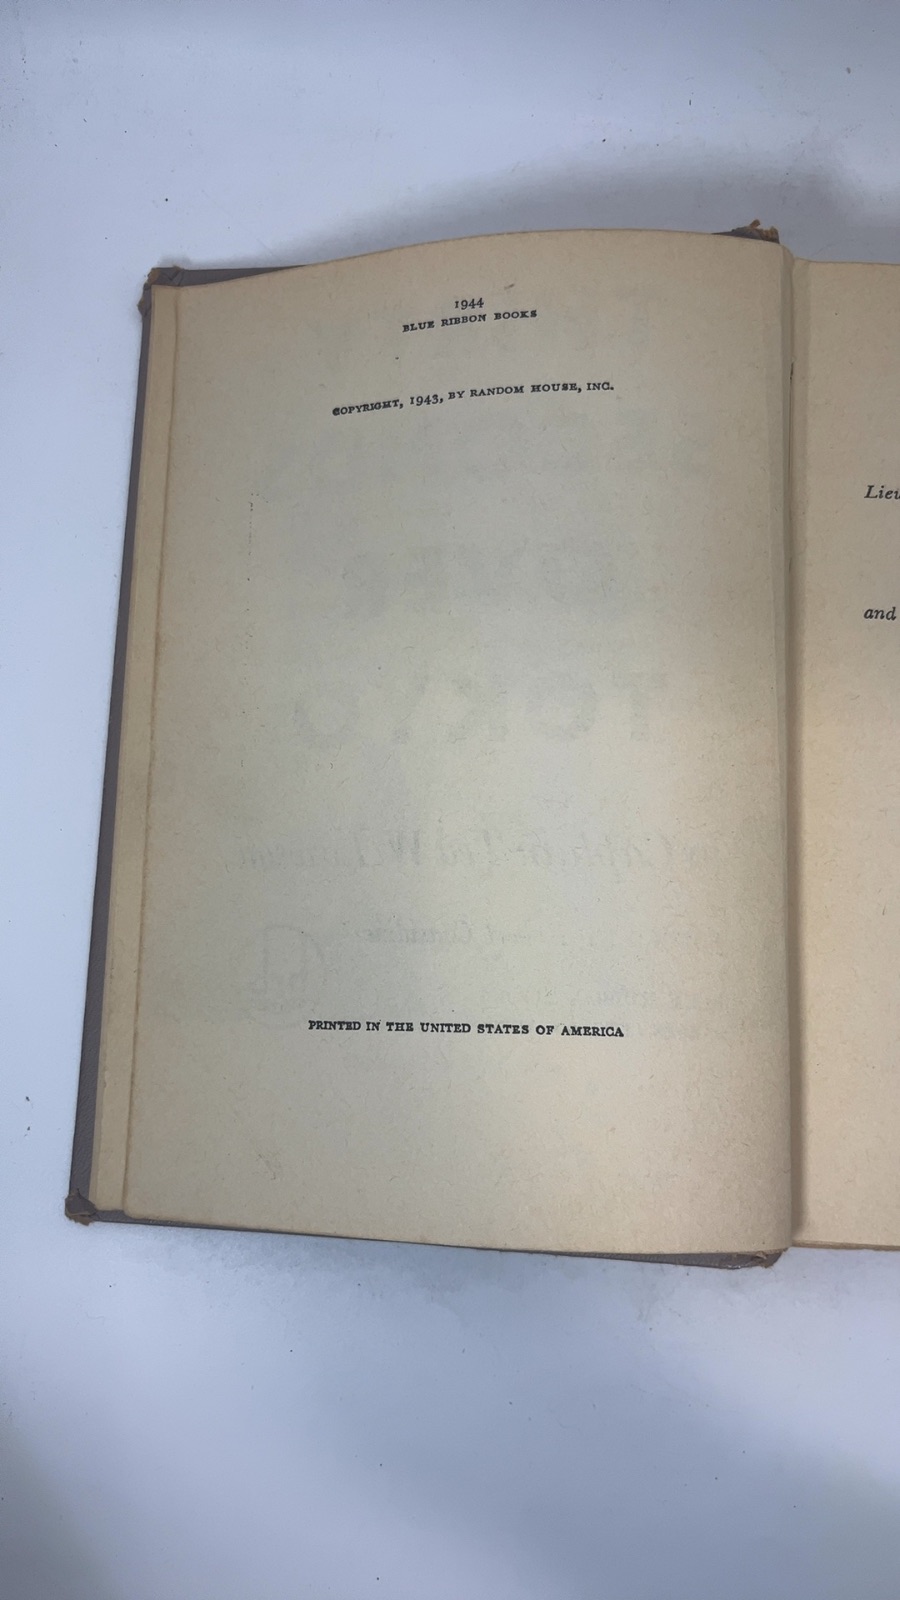 1944
BLUE RIBBON BOOKS
COPYRIGHT, 1943, BY RANDOM HOUSE, INC.
PRINTED IN THE UNITED STATES OF AMERICA
Lieu
and